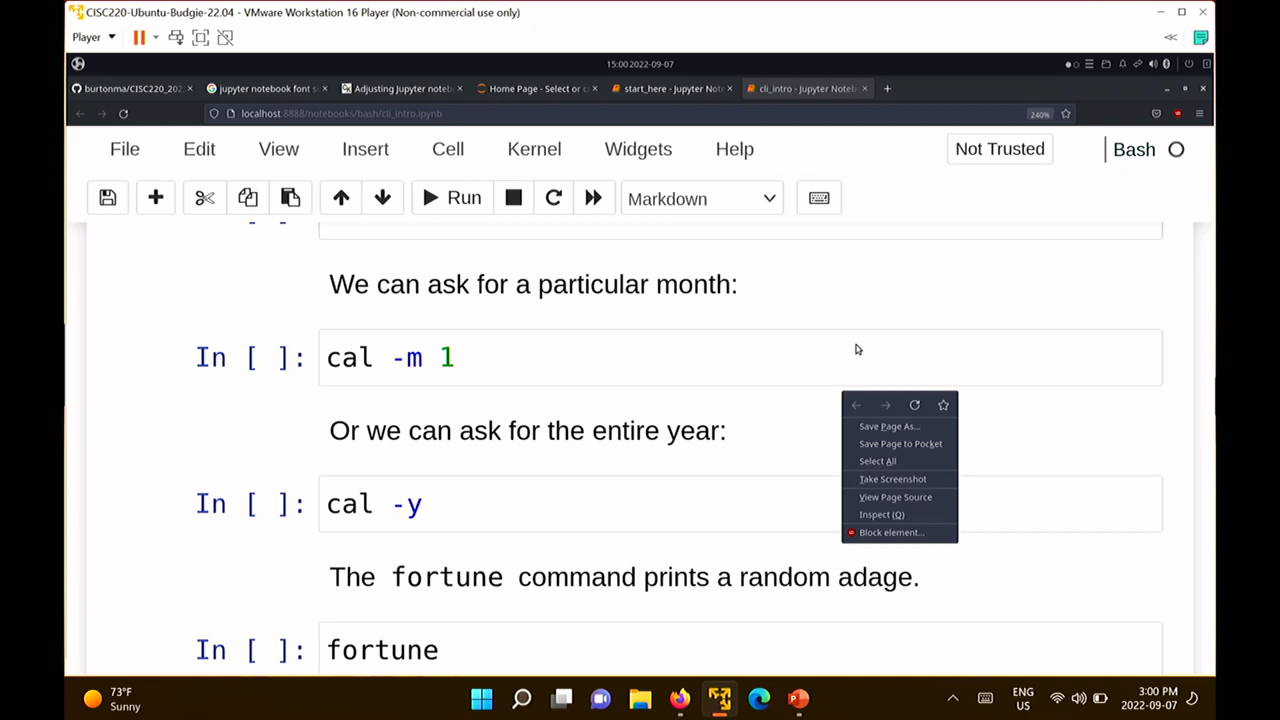 CISC220-Ubuntu-Budgie-22.04 - VMware Workstation 16 Player (Non-commercial use only)
Player
15:00 2022-09-07
burtonma/CISC220_202
jupyter notebook font si
Adjusting Jupyter noteb
Home Page - Select or c
start_here - Jupyter Note
cli_intro - Jupyter Noteb
localhost:8888/notebooks/bash/cli_intro.ipynb
240%
File Edit View Insert Cell Kernel Widgets Help
Not Trusted
Bash
Run
Markdown
We can ask for a particular month:
In [ ]: cal -m 1
Or we can ask for the entire year:
In [ ]: cal -y
Save Page As...
Save Page to Pocket
Select All
Take Screenshot
View Page Source
Inspect (Q)
Block element...
The fortune command prints a random adage.
In [ ]: fortune
73°F
Sunny
ENG
US
3:00 PM
2022-09-07